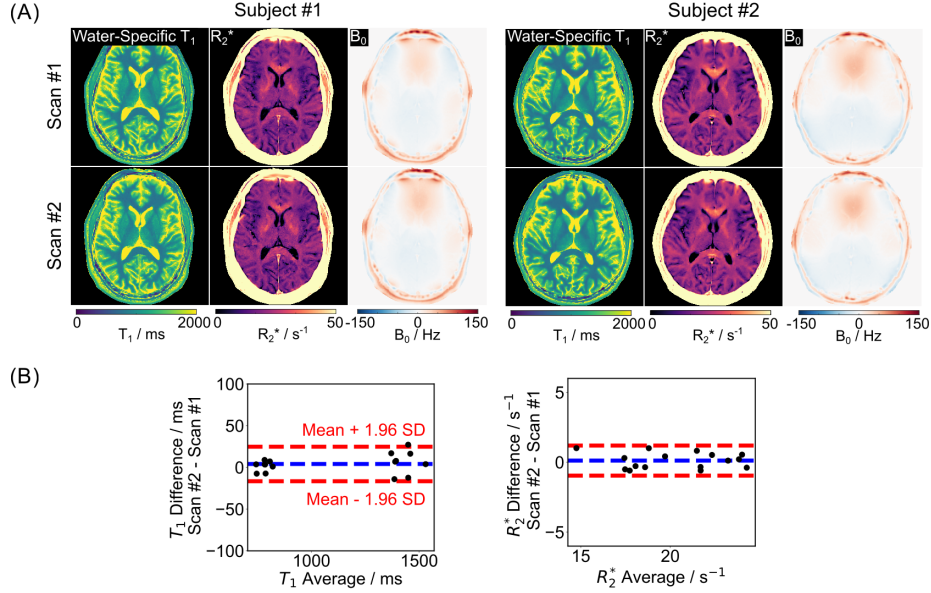 (A)
Subject #1
Subject #2
Scan #1
Water-Specific T₁
R₂*
B₀
Water-Specific T₁
R₂*
B₀
Scan #2
0 2000
T₁ / ms
0 50
R₂* / s⁻¹
-150 150
B₀ / Hz
0 2000
T₁ / ms
0 50
R₂* / s⁻¹
-150 150
B₀ / Hz
(B)
T₁ Difference / ms
Scan #2 - Scan #1
100
50
0
−50
−100
Mean + 1.96 SD
Mean - 1.96 SD
1000 1500
T₁ Average / ms
R₂* Difference / s⁻¹
Scan #2 - Scan #1
5
0
−5
15 20
R₂* Average / s⁻¹